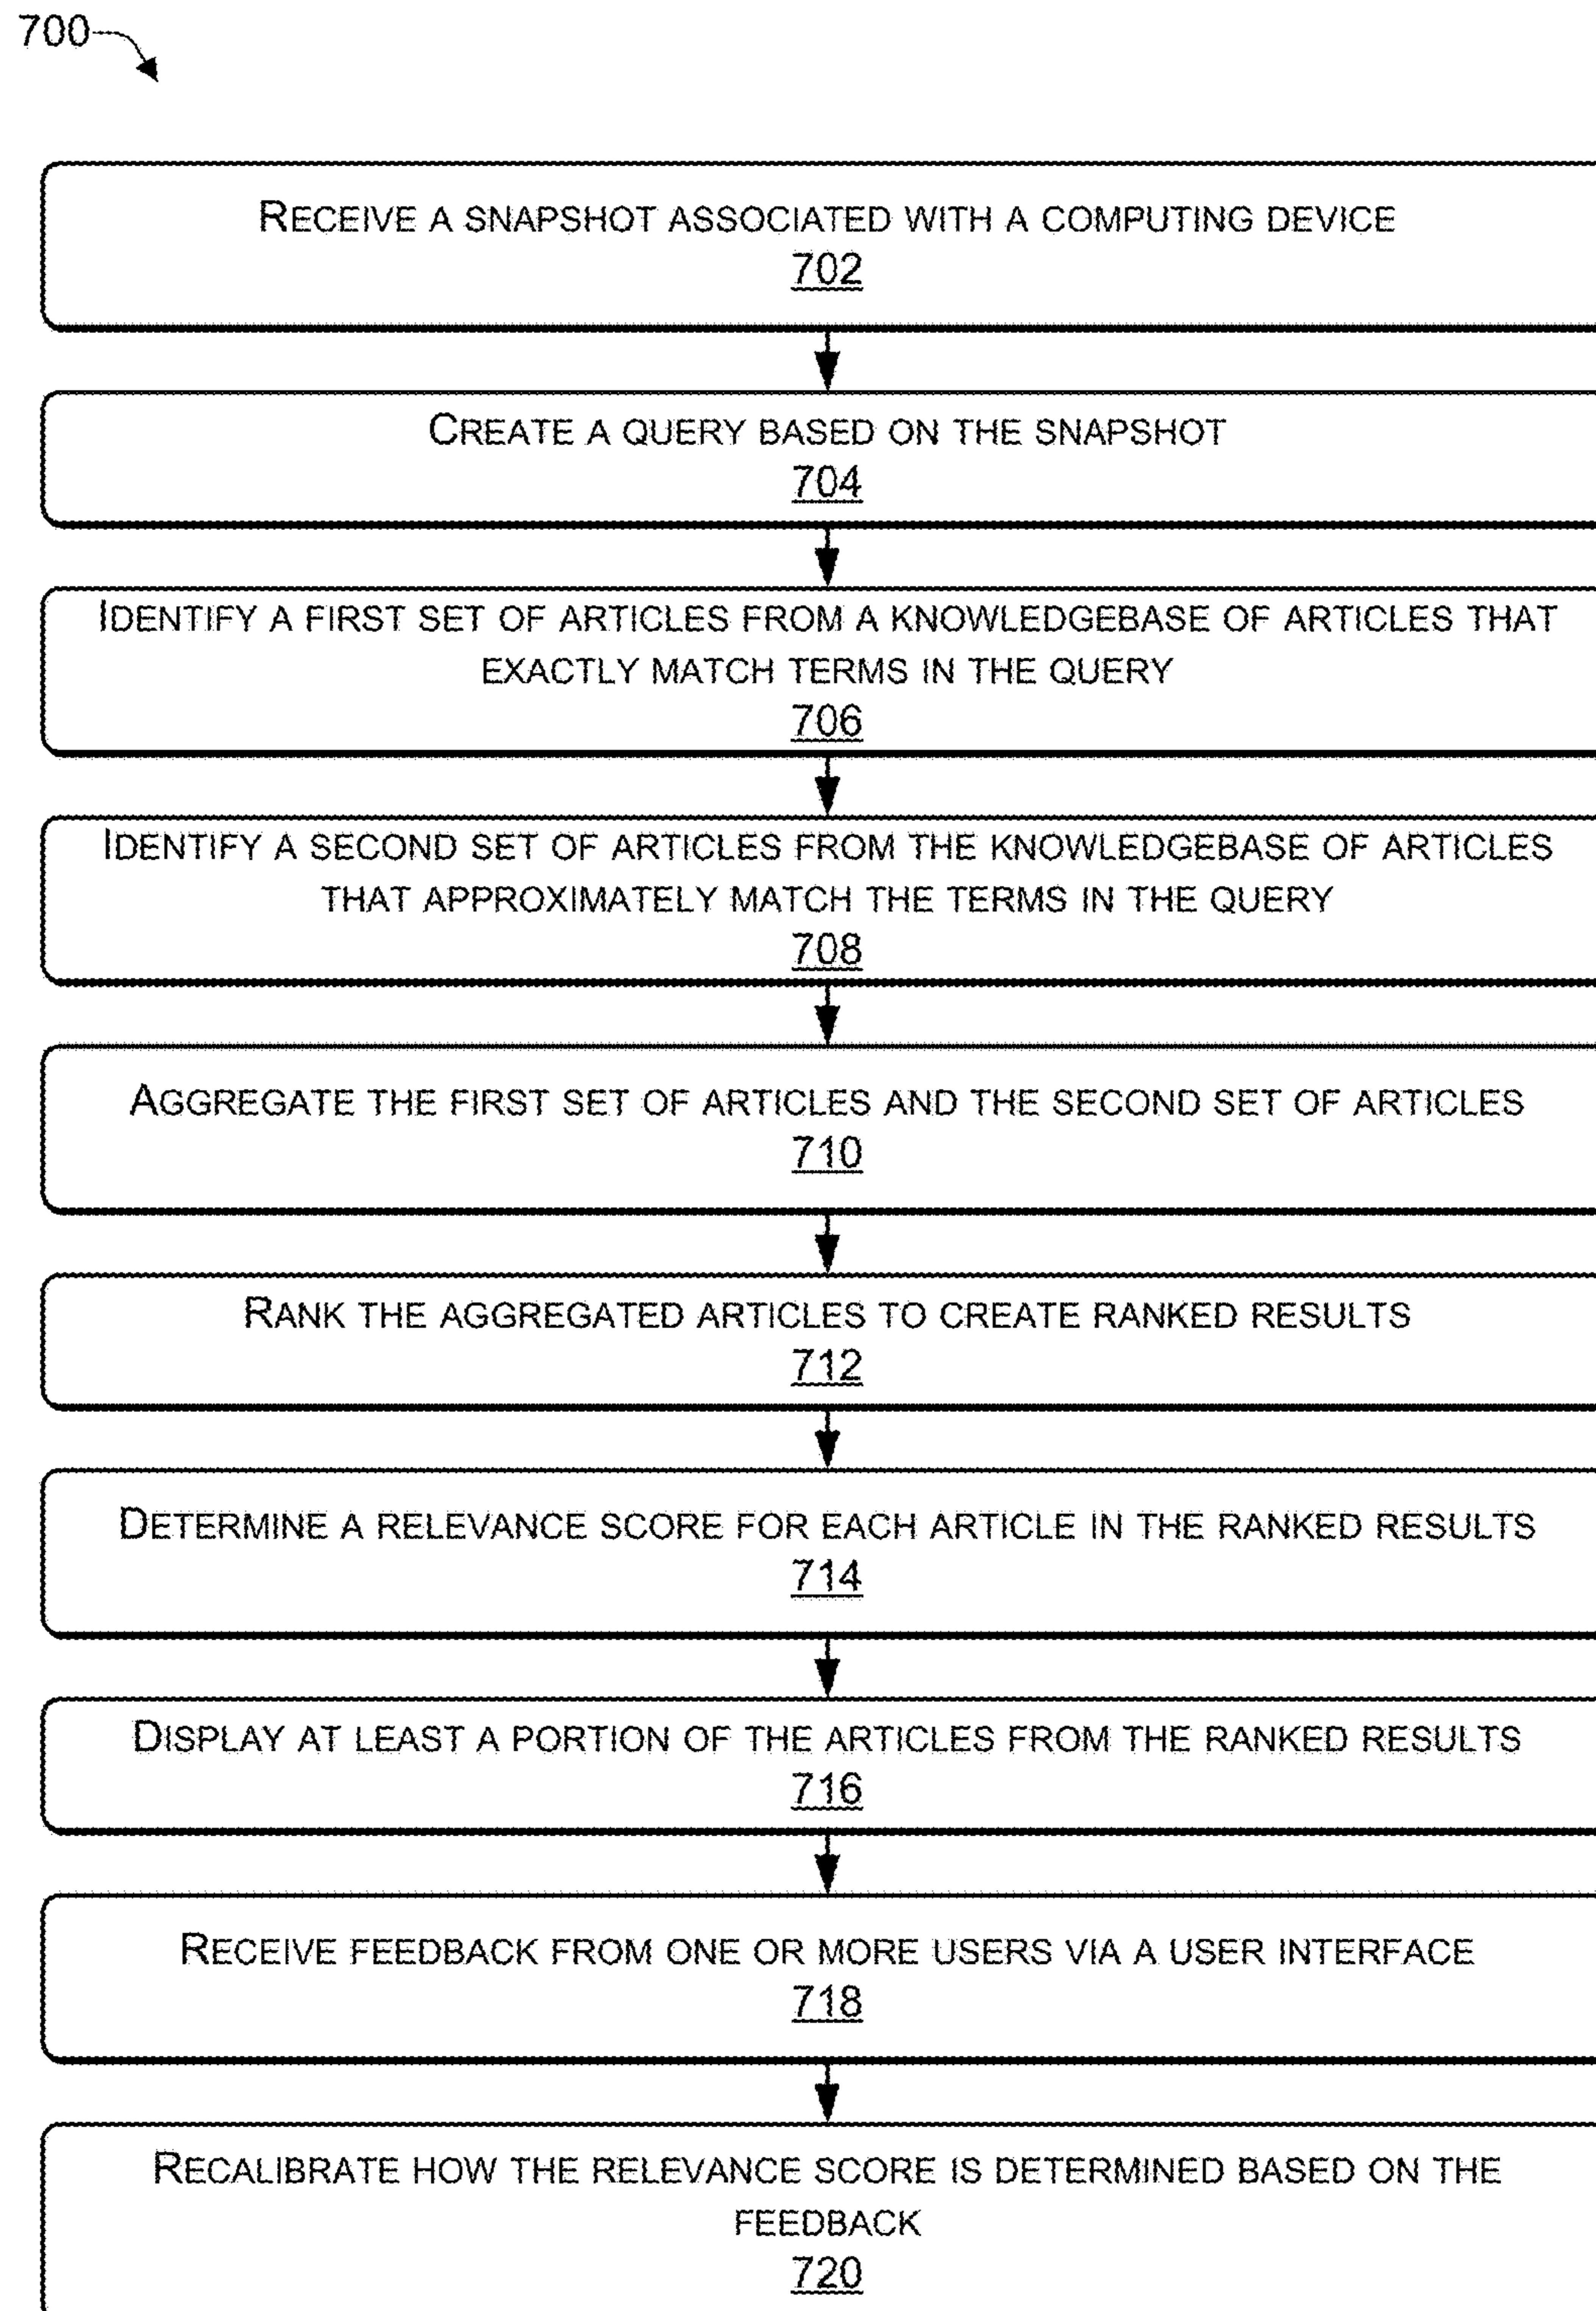 700
RECEIVE A SNAPSHOT ASSOCIATED WITH A COMPUTING DEVICE
702
CREATE A QUERY BASED ON THE SNAPSHOT
704
IDENTIFY A FIRST SET OF ARTICLES FROM A KNOWLEDGEBASE OF ARTICLES THAT
EXACTLY MATCH TERMS IN THE QUERY
706
IDENTIFY A SECOND SET OF ARTICLES FROM THE KNOWLEDGEBASE OF ARTICLES
THAT APPROXIMATELY MATCH THE TERMS IN THE QUERY
708
AGGREGATE THE FIRST SET OF ARTICLES AND THE SECOND SET OF ARTICLES
710
RANK THE AGGREGATED ARTICLES TO CREATE RANKED RESULTS
712
DETERMINE A RELEVANCE SCORE FOR EACH ARTICLE IN THE RANKED RESULTS
714
DISPLAY AT LEAST A PORTION OF THE ARTICLES FROM THE RANKED RESULTS
716
RECEIVE FEEDBACK FROM ONE OR MORE USERS VIA A USER INTERFACE
718
RECALIBRATE HOW THE RELEVANCE SCORE IS DETERMINED BASED ON THE
FEEDBACK
720